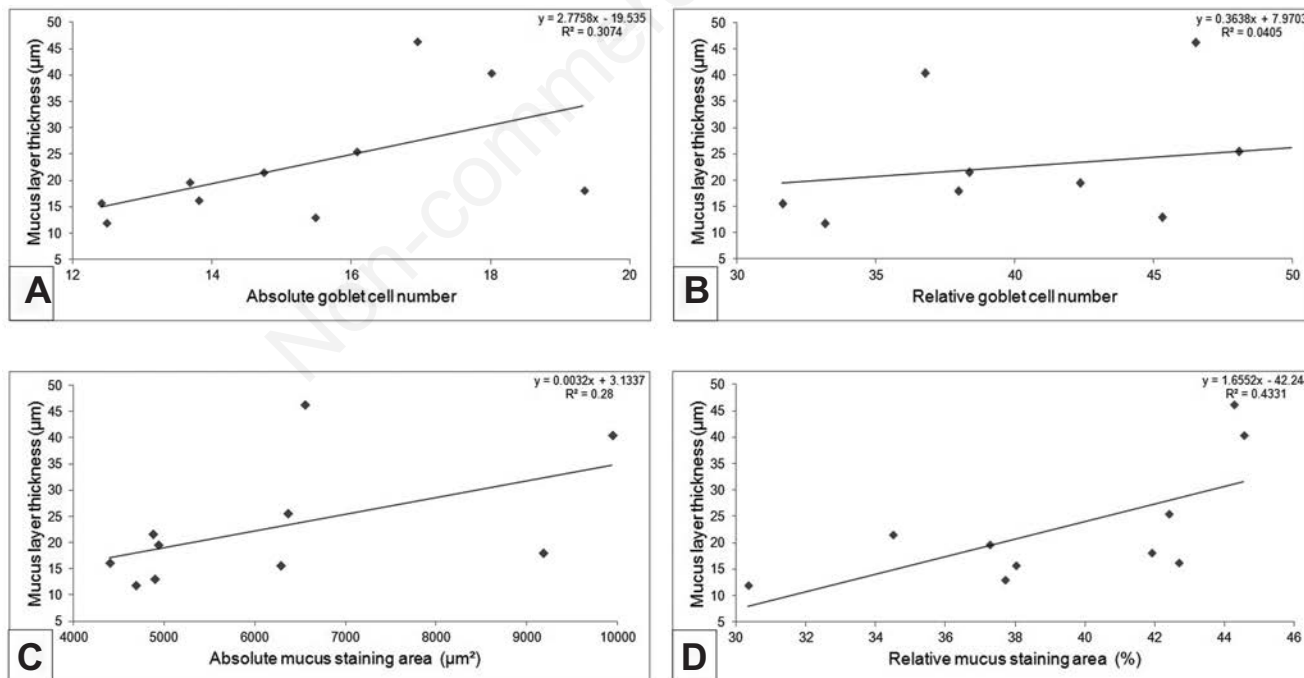 Non-commer
y = 2.7758x - 19.535
R² = 0.3074
Mucus layer thickness (µm)
50
45
40
35
30
25
20
15
10
5
12 14 16 18 20
Absolute goblet cell number
A
y = 0.3638x + 7.9703
R² = 0.0405
Mucus layer thickness (µm)
50
45
40
35
30
25
20
15
10
5
30 35 40 45 50
Relative goblet cell number
B
y = 0.0032x + 3.1337
R² = 0.28
Mucus layer thickness (µm)
50
45
40
35
30
25
20
15
10
5
4000 5000 6000 7000 8000 9000 10000
Absolute mucus staining area (µm²)
C
y = 1.6552x - 42.24
R² = 0.4331
Mucus layer thickness (µm)
50
45
40
35
30
25
20
15
10
5
30 32 34 36 38 40 42 44 46
Relative mucus staining area (%)
D